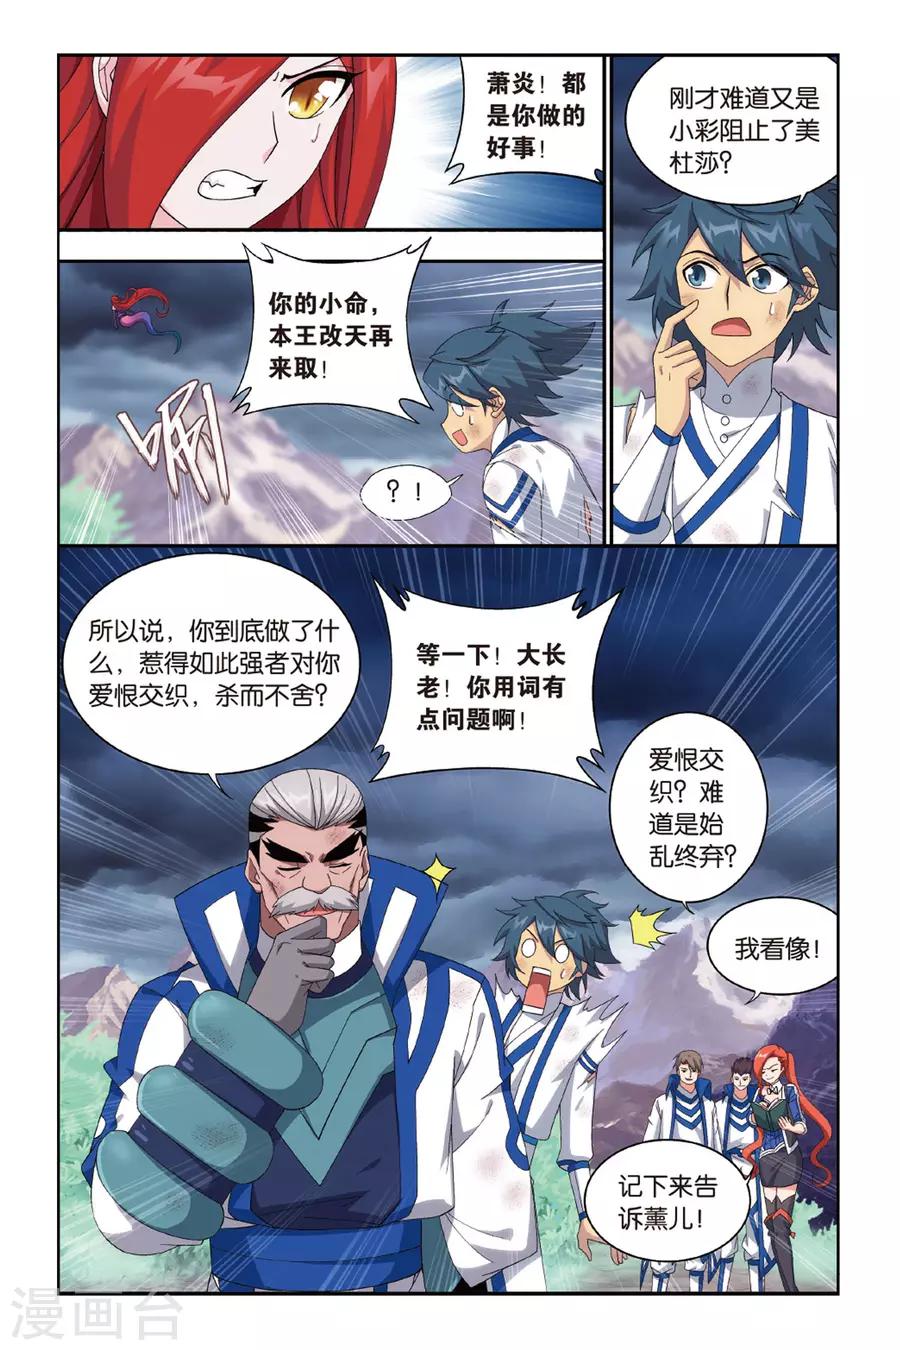 萧炎！都
是你做的
好事！
刚才难道又是
小彩阻止了美
杜莎？
你的小命，
本王改天再
来取！
唰
？！
所以说，你到底做了什
么，惹得如此强者对你
爱恨交织，杀而不舍？
等一下！大长
老！你用词有
点问题啊！
爱恨交
织？难
道是始
乱终弃？
我看像！
记下来告
诉薰儿！
漫画台